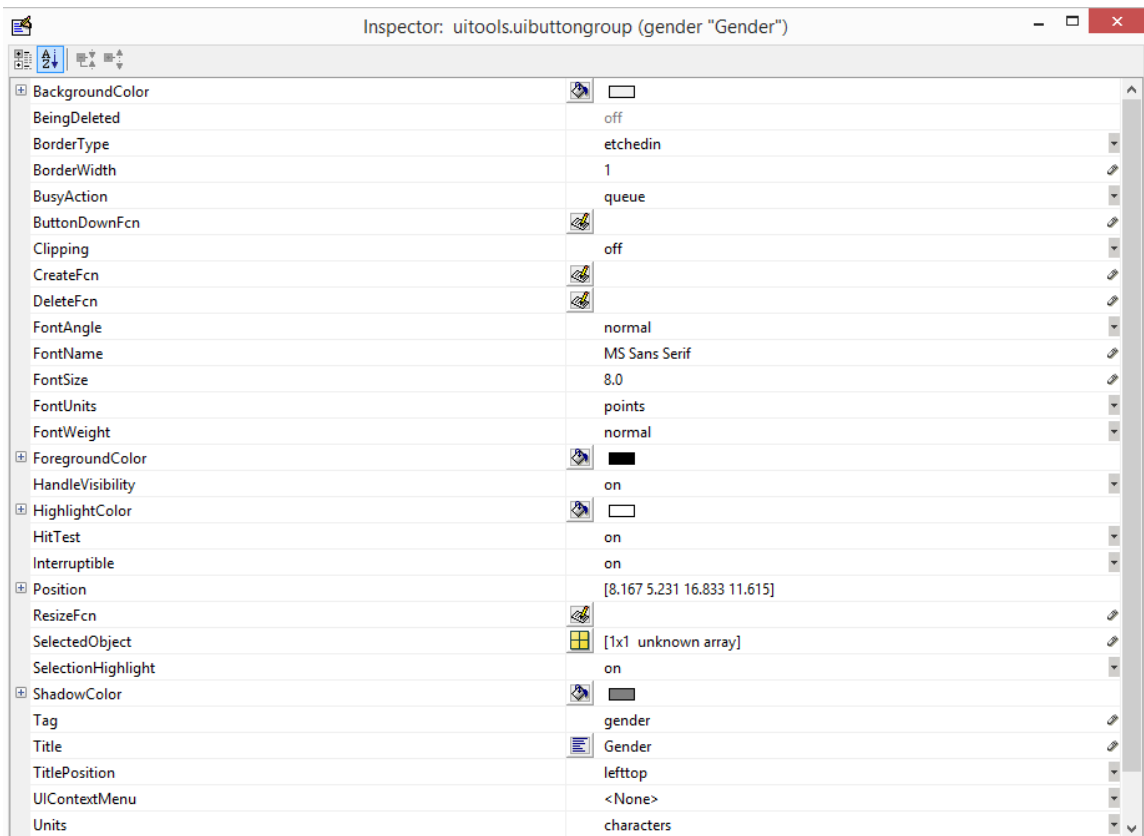 Inspector: uitools.uibuttongroup (gender "Gender")
BackgroundColor
BeingDeleted off
BorderType etchedin
BorderWidth 1
BusyAction queue
ButtonDownFcn
Clipping off
CreateFcn
DeleteFcn
FontAngle normal
FontName MS Sans Serif
FontSize 8.0
FontUnits points
FontWeight normal
ForegroundColor
HandleVisibility on
HighlightColor
HitTest on
Interruptible on
Position [8.167 5.231 16.833 11.615]
ResizeFcn
SelectedObject [1x1 unknown array]
SelectionHighlight on
ShadowColor
Tag gender
Title Gender
TitlePosition lefttop
UIContextMenu <None>
Units characters